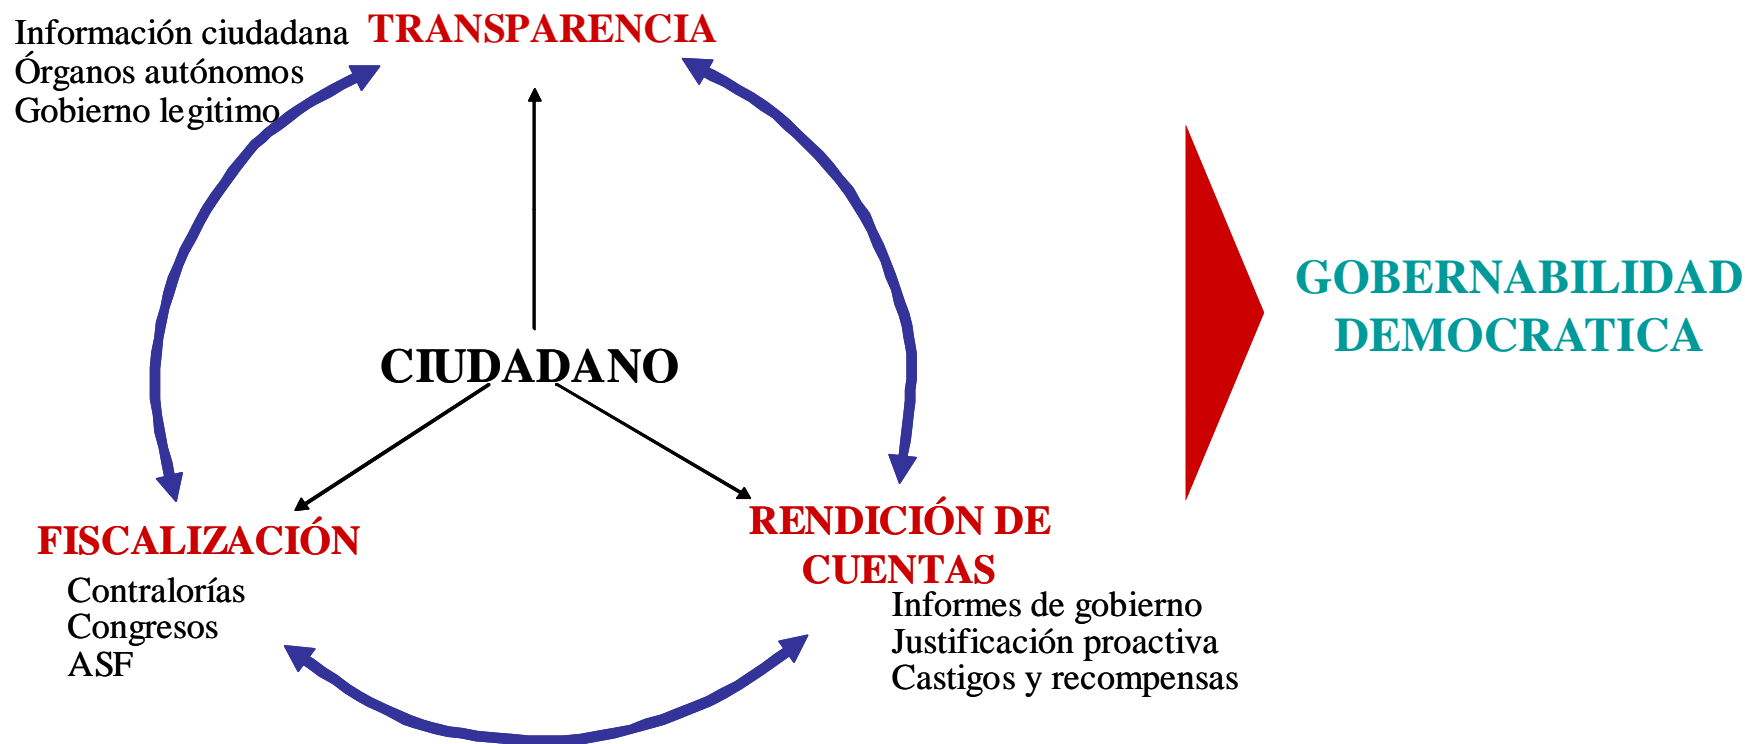 Información ciudadana
Órganos autónomos
Gobierno legitimo
TRANSPARENCIA
CIUDADANO
FISCALIZACIÓN
Contralorías
Congresos
ASF
RENDICIÓN DE
CUENTAS
Informes de gobierno
Justificación proactiva
Castigos y recompensas
GOBERNABILIDAD
DEMOCRATICA